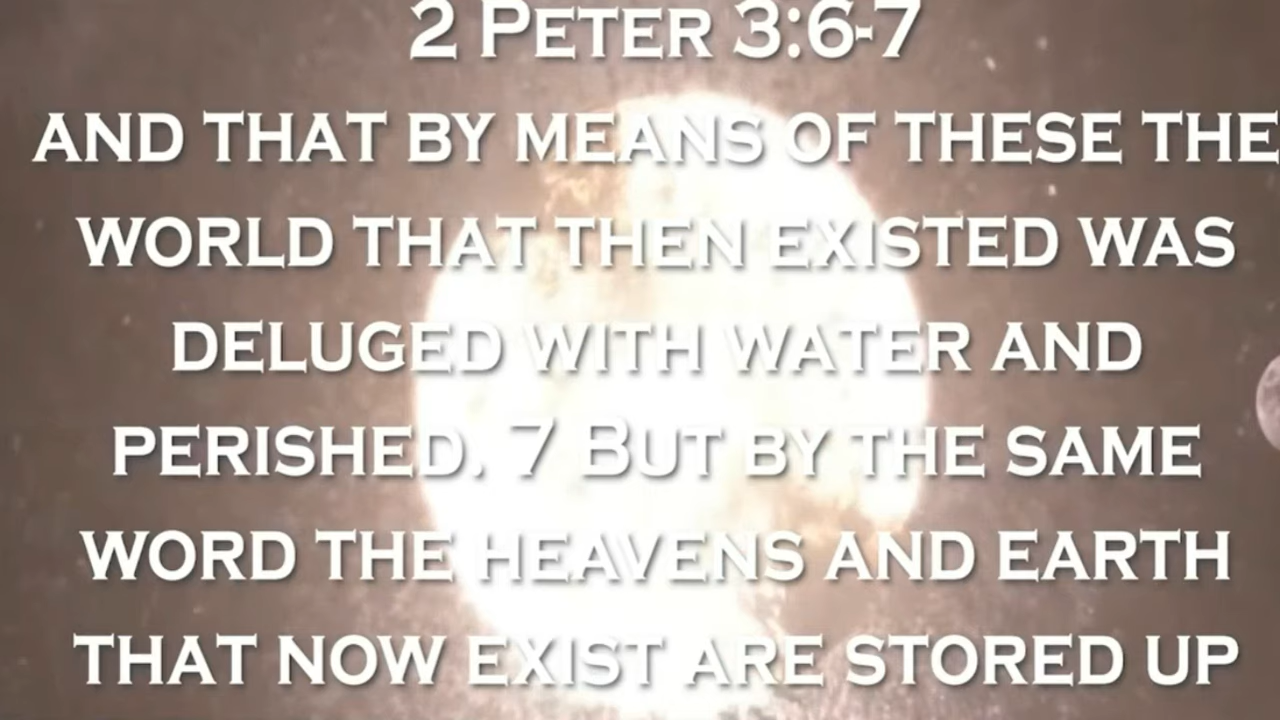 2 PETER 3:6-7
AND THAT BY MEANS OF THESE THE
WORLD THAT THEN EXISTED WAS
DELUGED WITH WATER AND
PERISHED. 7 BUT BY THE SAME
WORD THE HEAVENS AND EARTH
THAT NOW EXIST ARE STORED UP